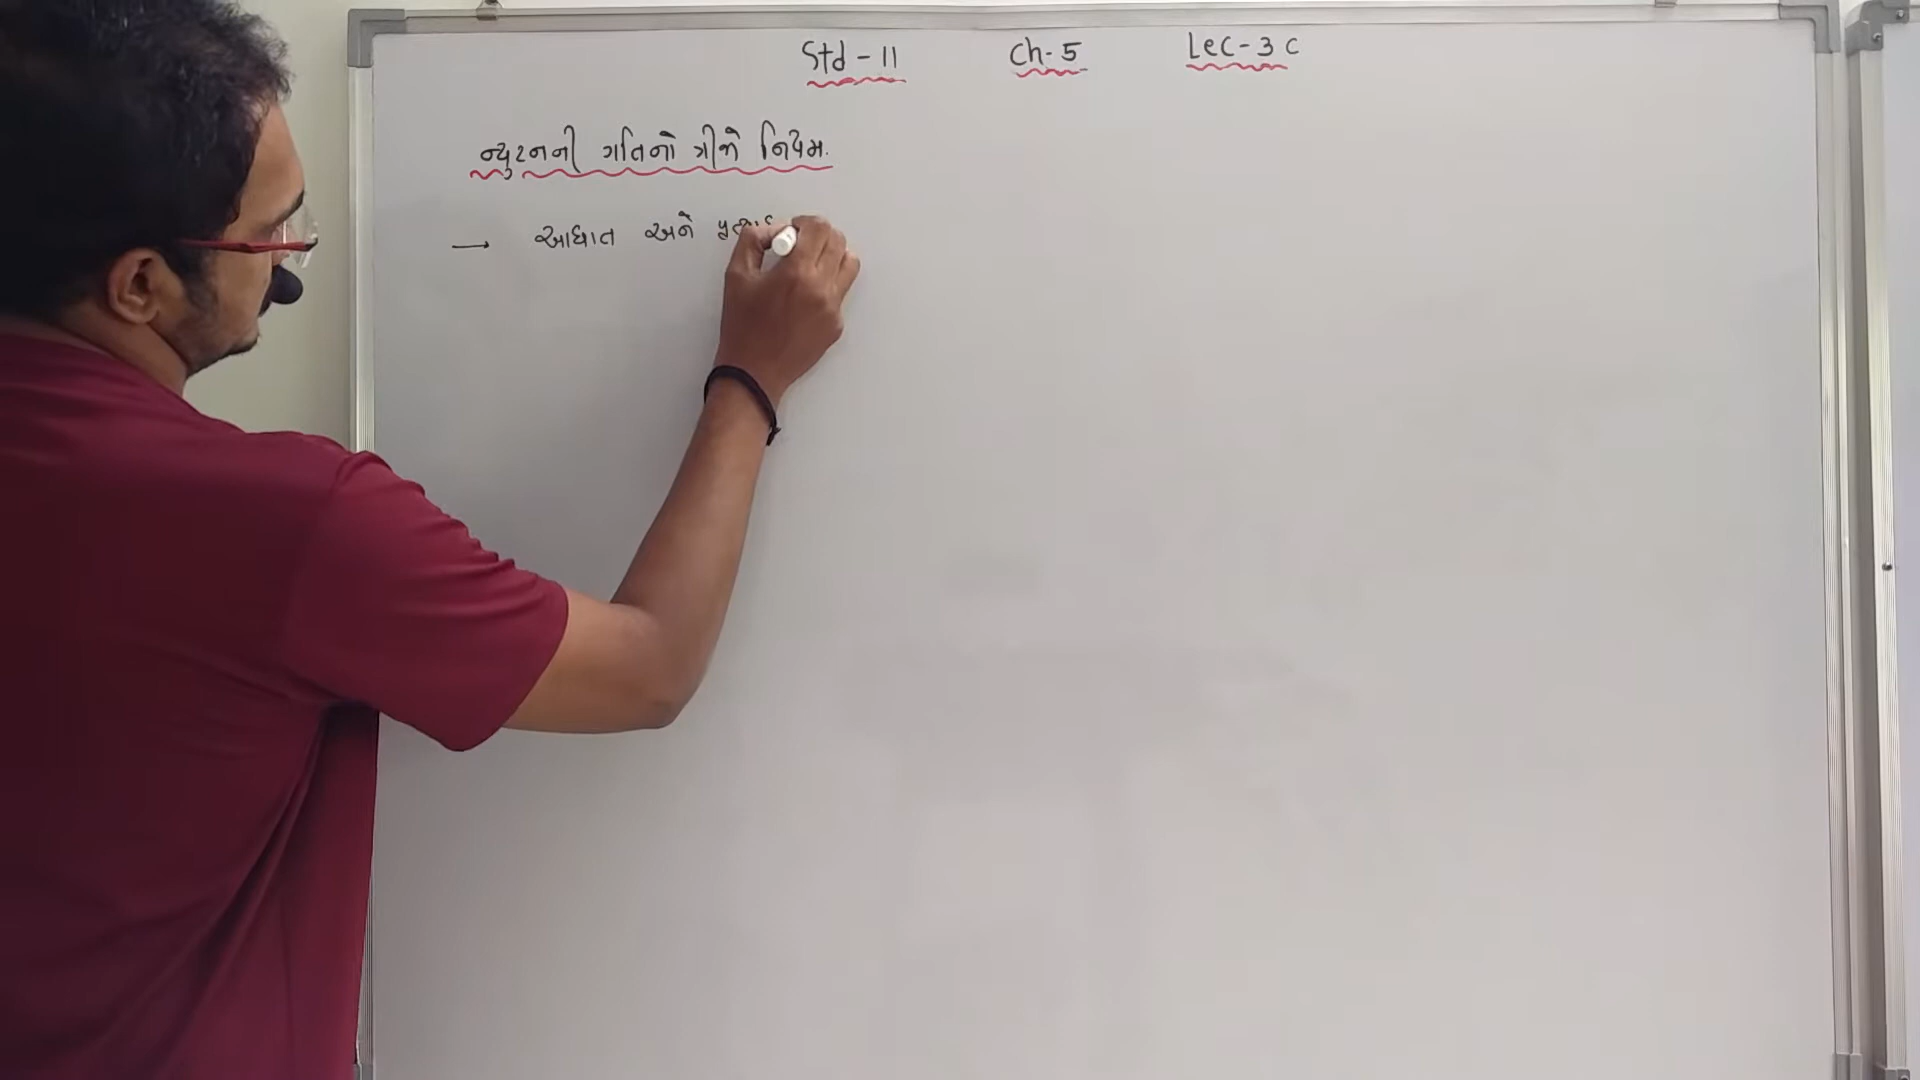 Std - 11 Ch - 5 Lec - 3 C
ન્યુટનની ગતિનો ત્રીજો નિયમ.
→ આઘાત અને